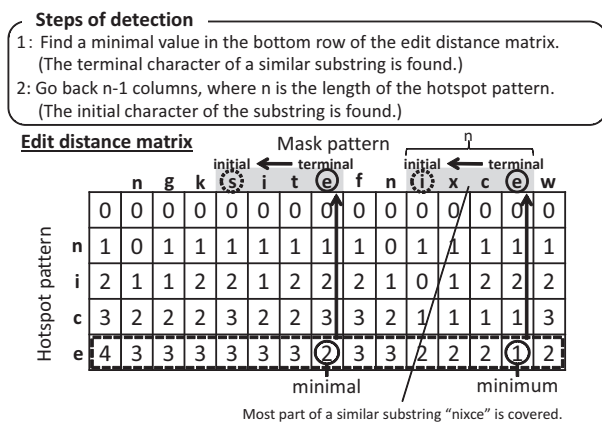 Steps of detection
1: Find a minimal value in the bottom row of the edit distance matrix.
(The terminal character of a similar substring is found.)
2: Go back n-1 columns, where n is the length of the hotspot pattern.
(The initial character of the substring is found.)
Edit distance matrix
Mask pattern
n
initial terminal initial terminal
n g k s i t e f n i x c e w
0 0 0 0 0 0 0 0 0 0 0 0 0 0 0
n 1 0 1 1 1 1 1 1 1 0 1 1 1 1 1
i 2 1 1 2 2 1 2 2 2 1 0 1 2 2 2
c 3 2 2 2 3 2 2 3 3 2 1 1 1 1 3
e 4 3 3 3 3 3 3 2 3 3 2 2 2 1 2
Hotspot pattern
minimal minimum
Most part of a similar substring "nixce" is covered.